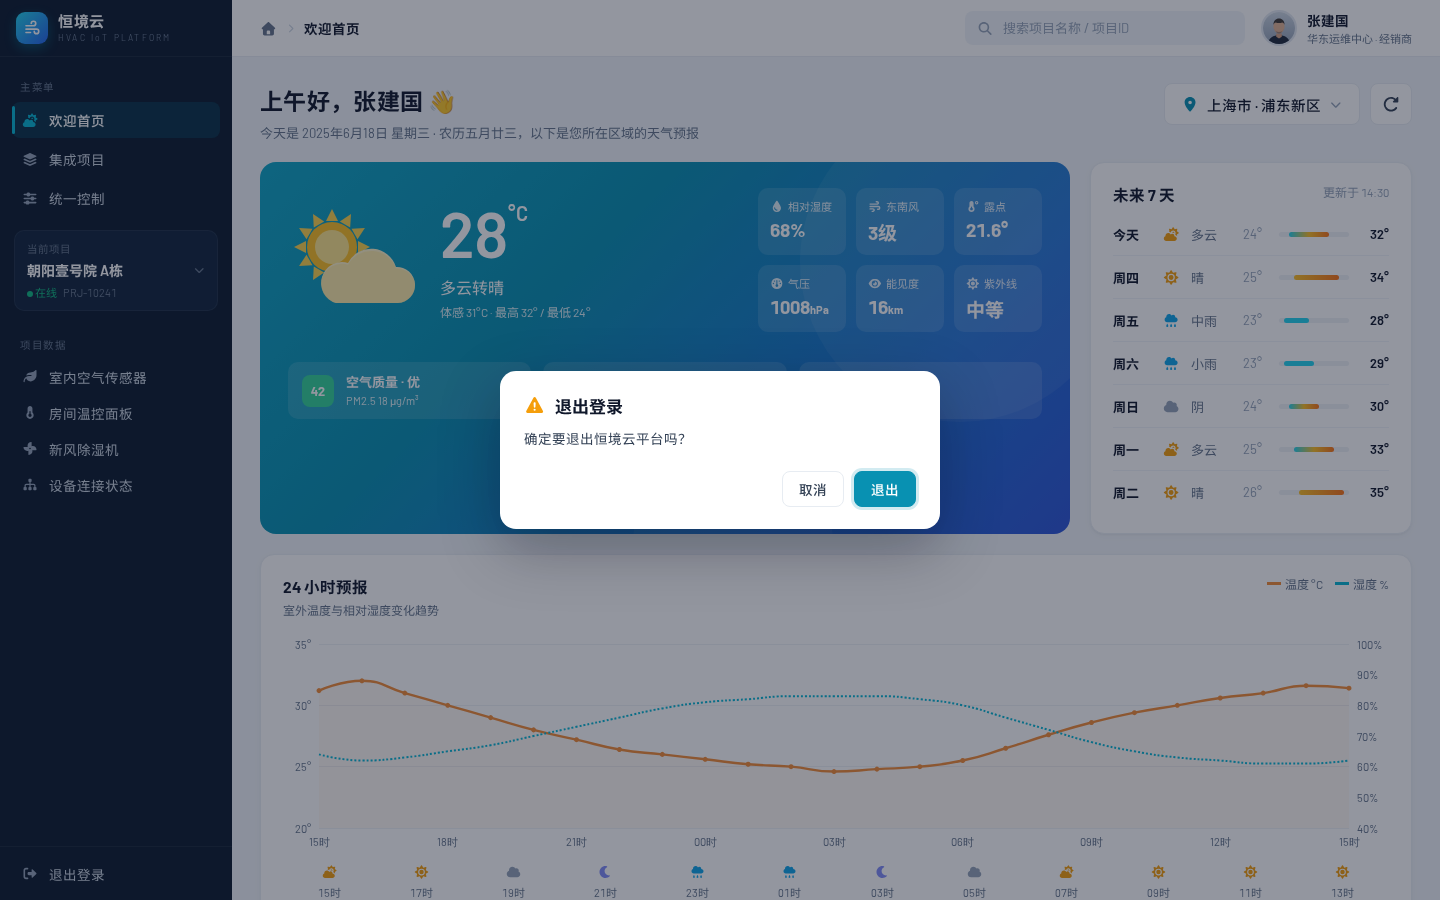 恒境云
HVAC IoT PLATFORM
主菜单
欢迎首页
集成项目
统一控制
当前项目
朝阳壹号院 A栋
在线 PRJ-10241
项目数据
室内空气传感器
房间温控面板
新风除湿机
设备连接状态
退出登录
欢迎首页
搜索项目名称 / 项目ID
张建国
华东运维中心 · 经销商
上午好，张建国 👋
今天是 2025年6月18日 星期三 · 农历五月廿三，以下是您所在区域的天气预报
上海市 · 浦东新区
28°C
多云转晴
体感 31°C · 最高 32° / 最低 24°
相对湿度
68%
东南风
3级
露点
21.6°
气压
1008hPa
能见度
16km
紫外线
中等
42
空气质量 · 优
PM2.5 18 μg/m³
未来 7 天
更新于 14:30
今天 多云 24° 32°
周四 晴 25° 34°
周五 中雨 23° 28°
周六 小雨 23° 29°
周日 阴 24° 30°
周一 多云 25° 33°
周二 晴 26° 35°
退出登录
确定要退出恒境云平台吗？
取消
退出
24 小时预报
室外温度与相对湿度变化趋势
温度 °C
湿度 %
35°
30°
25°
20°
100%
90%
80%
70%
60%
50%
40%
15时 18时 21时 00时 03时 06时 09时 12时 15时
15时 17时 19时 21时 23时 01时 03时 05时 07时 09时 11时 13时